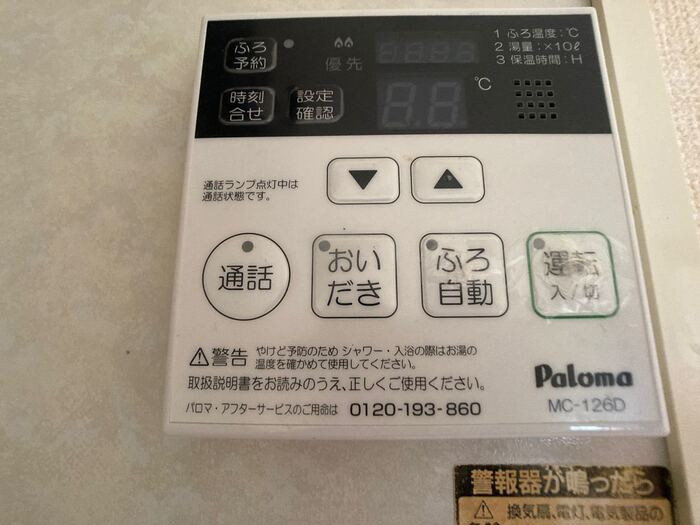 ふろ
予約
優先
1 ふろ温度:℃
2 湯量:×10ℓ
3 保温時間:H
時刻
合せ
設定
確認
℃
通話ランプ点灯中は
通話状態です。
▼
▲
通話
おい
だき
ふろ
自動
運転
入/切
⚠警告 やけど予防のため シャワー・入浴の際はお湯の
温度を確かめて使用してください。
取扱説明書をお読みのうえ、正しくご使用ください。
パロマ・アフターサービスのご用命は 0120-193-860
Paloma
MC-126D
警報器が鳴ったら
⚠ 換気扇、電灯、電気製品の